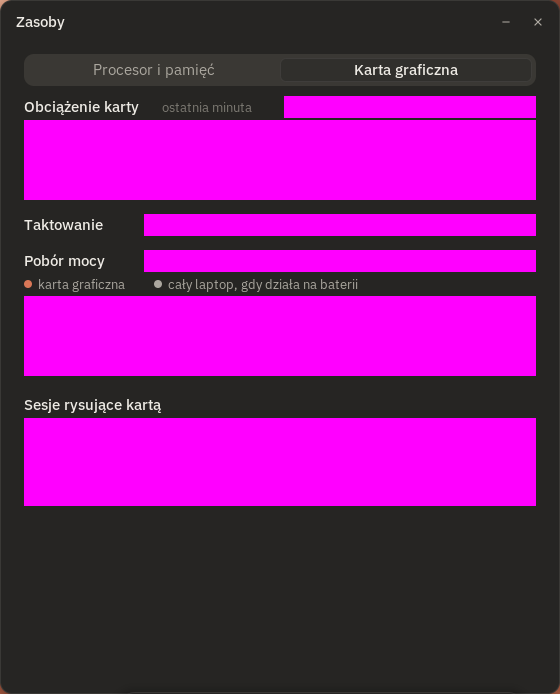 Zasoby
Procesor i pamięć Karta graficzna
Obciążenie karty ostatnia minuta
Taktowanie
Pobór mocy
karta graficzna cały laptop, gdy działa na baterii
Sesje rysujące kartą